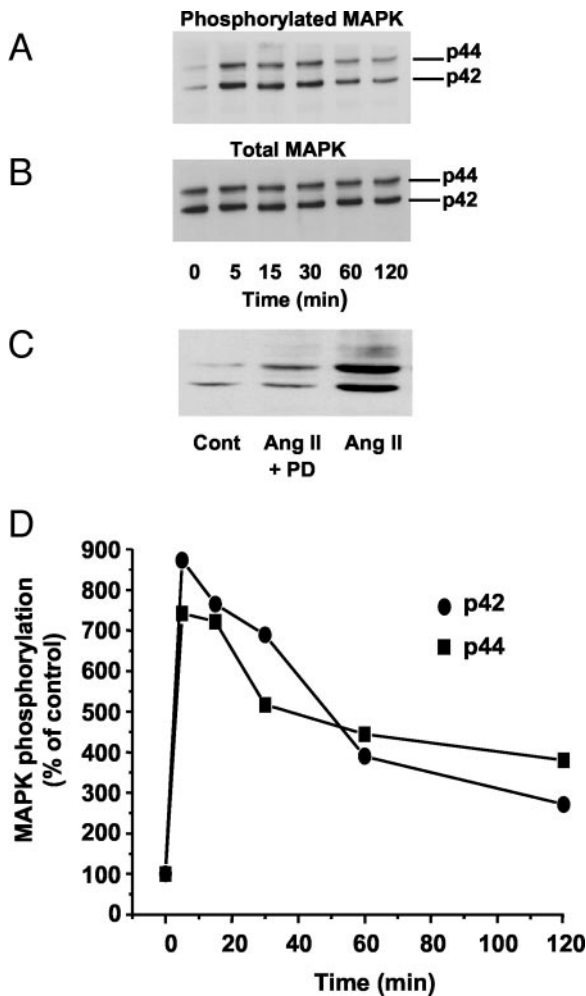 A
Phosphorylated MAPK
p44
p42
B
Total MAPK
p44
p42
0 5 15 30 60 120
Time (min)
C
Cont Ang II Ang II
+ PD
D
MAPK phosphorylation
(% of control)
900
800
700
600
500
400
300
200
100
0
p42
p44
0 20 40 60 80 100 120
Time (min)